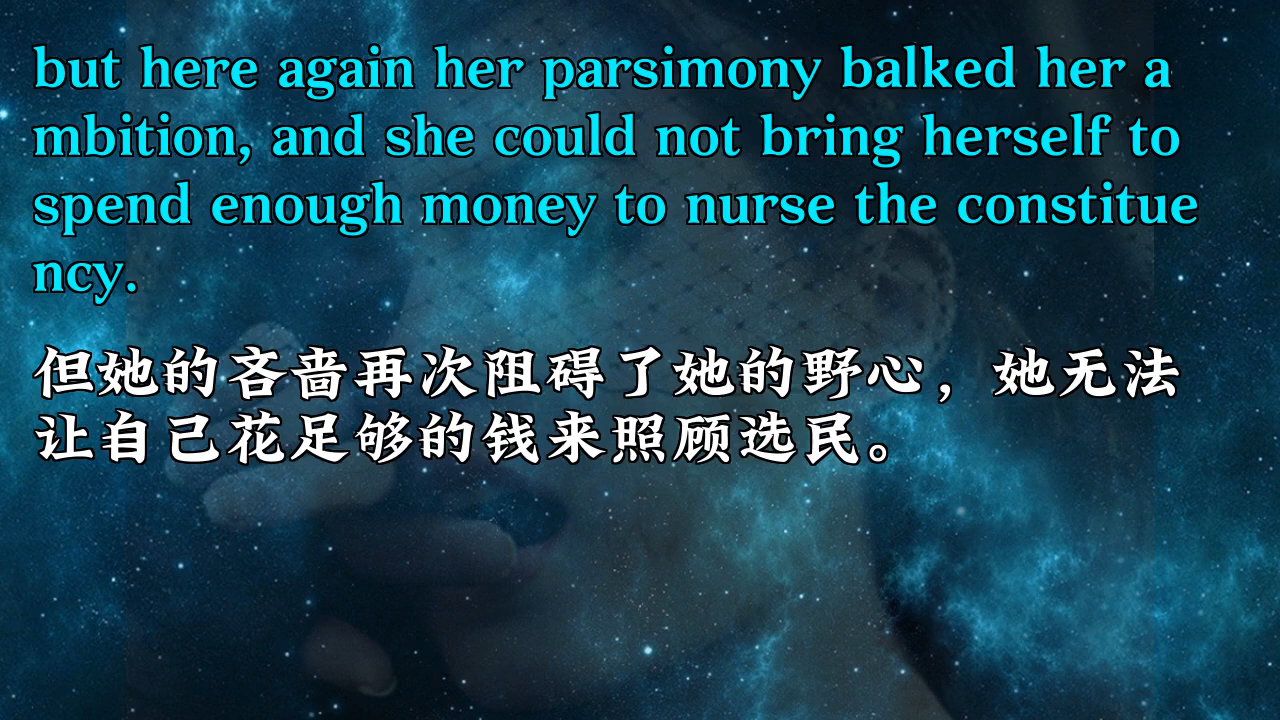 but here again her parsimony balked her a
mbition, and she could not bring herself to
spend enough money to nurse the constitue
ncy.
但她的吝啬再次阻碍了她的野心，她无法
让自己花足够的钱来照顾选民。